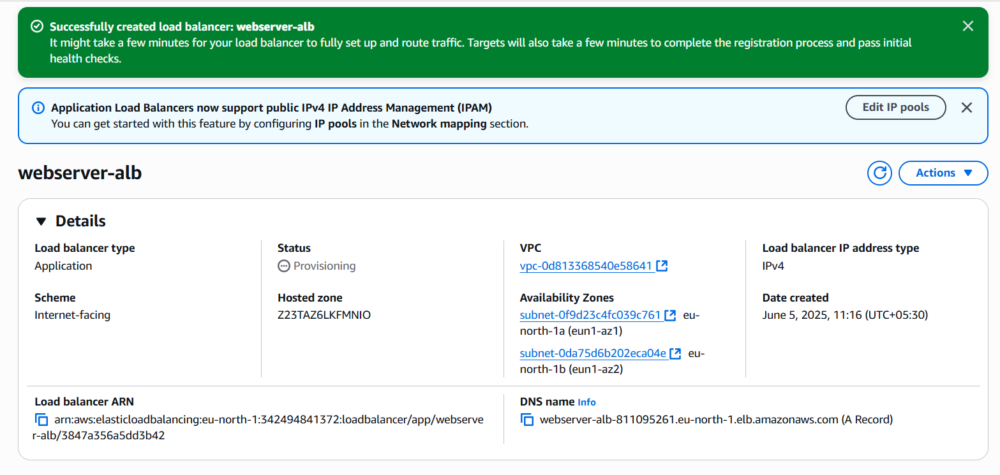 Successfully created load balancer: webserver-alb
It might take a few minutes for your load balancer to fully set up and route traffic. Targets will also take a few minutes to complete the registration process and pass initial
health checks.
Application Load Balancers now support public IPv4 IP Address Management (IPAM)
You can get started with this feature by configuring IP pools in the Network mapping section.
Edit IP pools
webserver-alb
Actions
Details
Load balancer type
Application
Status
Provisioning
VPC
vpc-0d813368540e58641
Load balancer IP address type
IPv4
Scheme
Internet-facing
Hosted zone
Z23TAZ6LKFMNIO
Availability Zones
subnet-0f9d23c4fc039c761 eu-
north-1a (eun1-az1)
subnet-0da75d6b202eca04e eu-
north-1b (eun1-az2)
Date created
June 5, 2025, 11:16 (UTC+05:30)
Load balancer ARN
arn:aws:elasticloadbalancing:eu-north-1:342494841372:loadbalancer/app/webserve
r-alb/3847a356a5dd3b42
DNS name Info
webserver-alb-811095261.eu-north-1.elb.amazonaws.com (A Record)